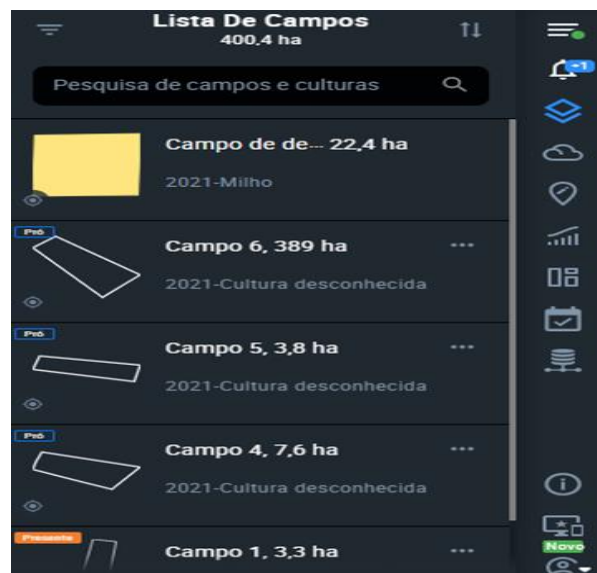 Lista De Campos
400,4 ha
+1
Pesquisa de campos e culturas
Campo de de... 22,4 ha
2021-Milho
Pró
Campo 6, 389 ha
2021-Cultura desconhecida
Pró
Campo 5, 3,8 ha
2021-Cultura desconhecida
Pró
Campo 4, 7,6 ha
2021-Cultura desconhecida
Presente
Campo 1, 3,3 ha
Novo